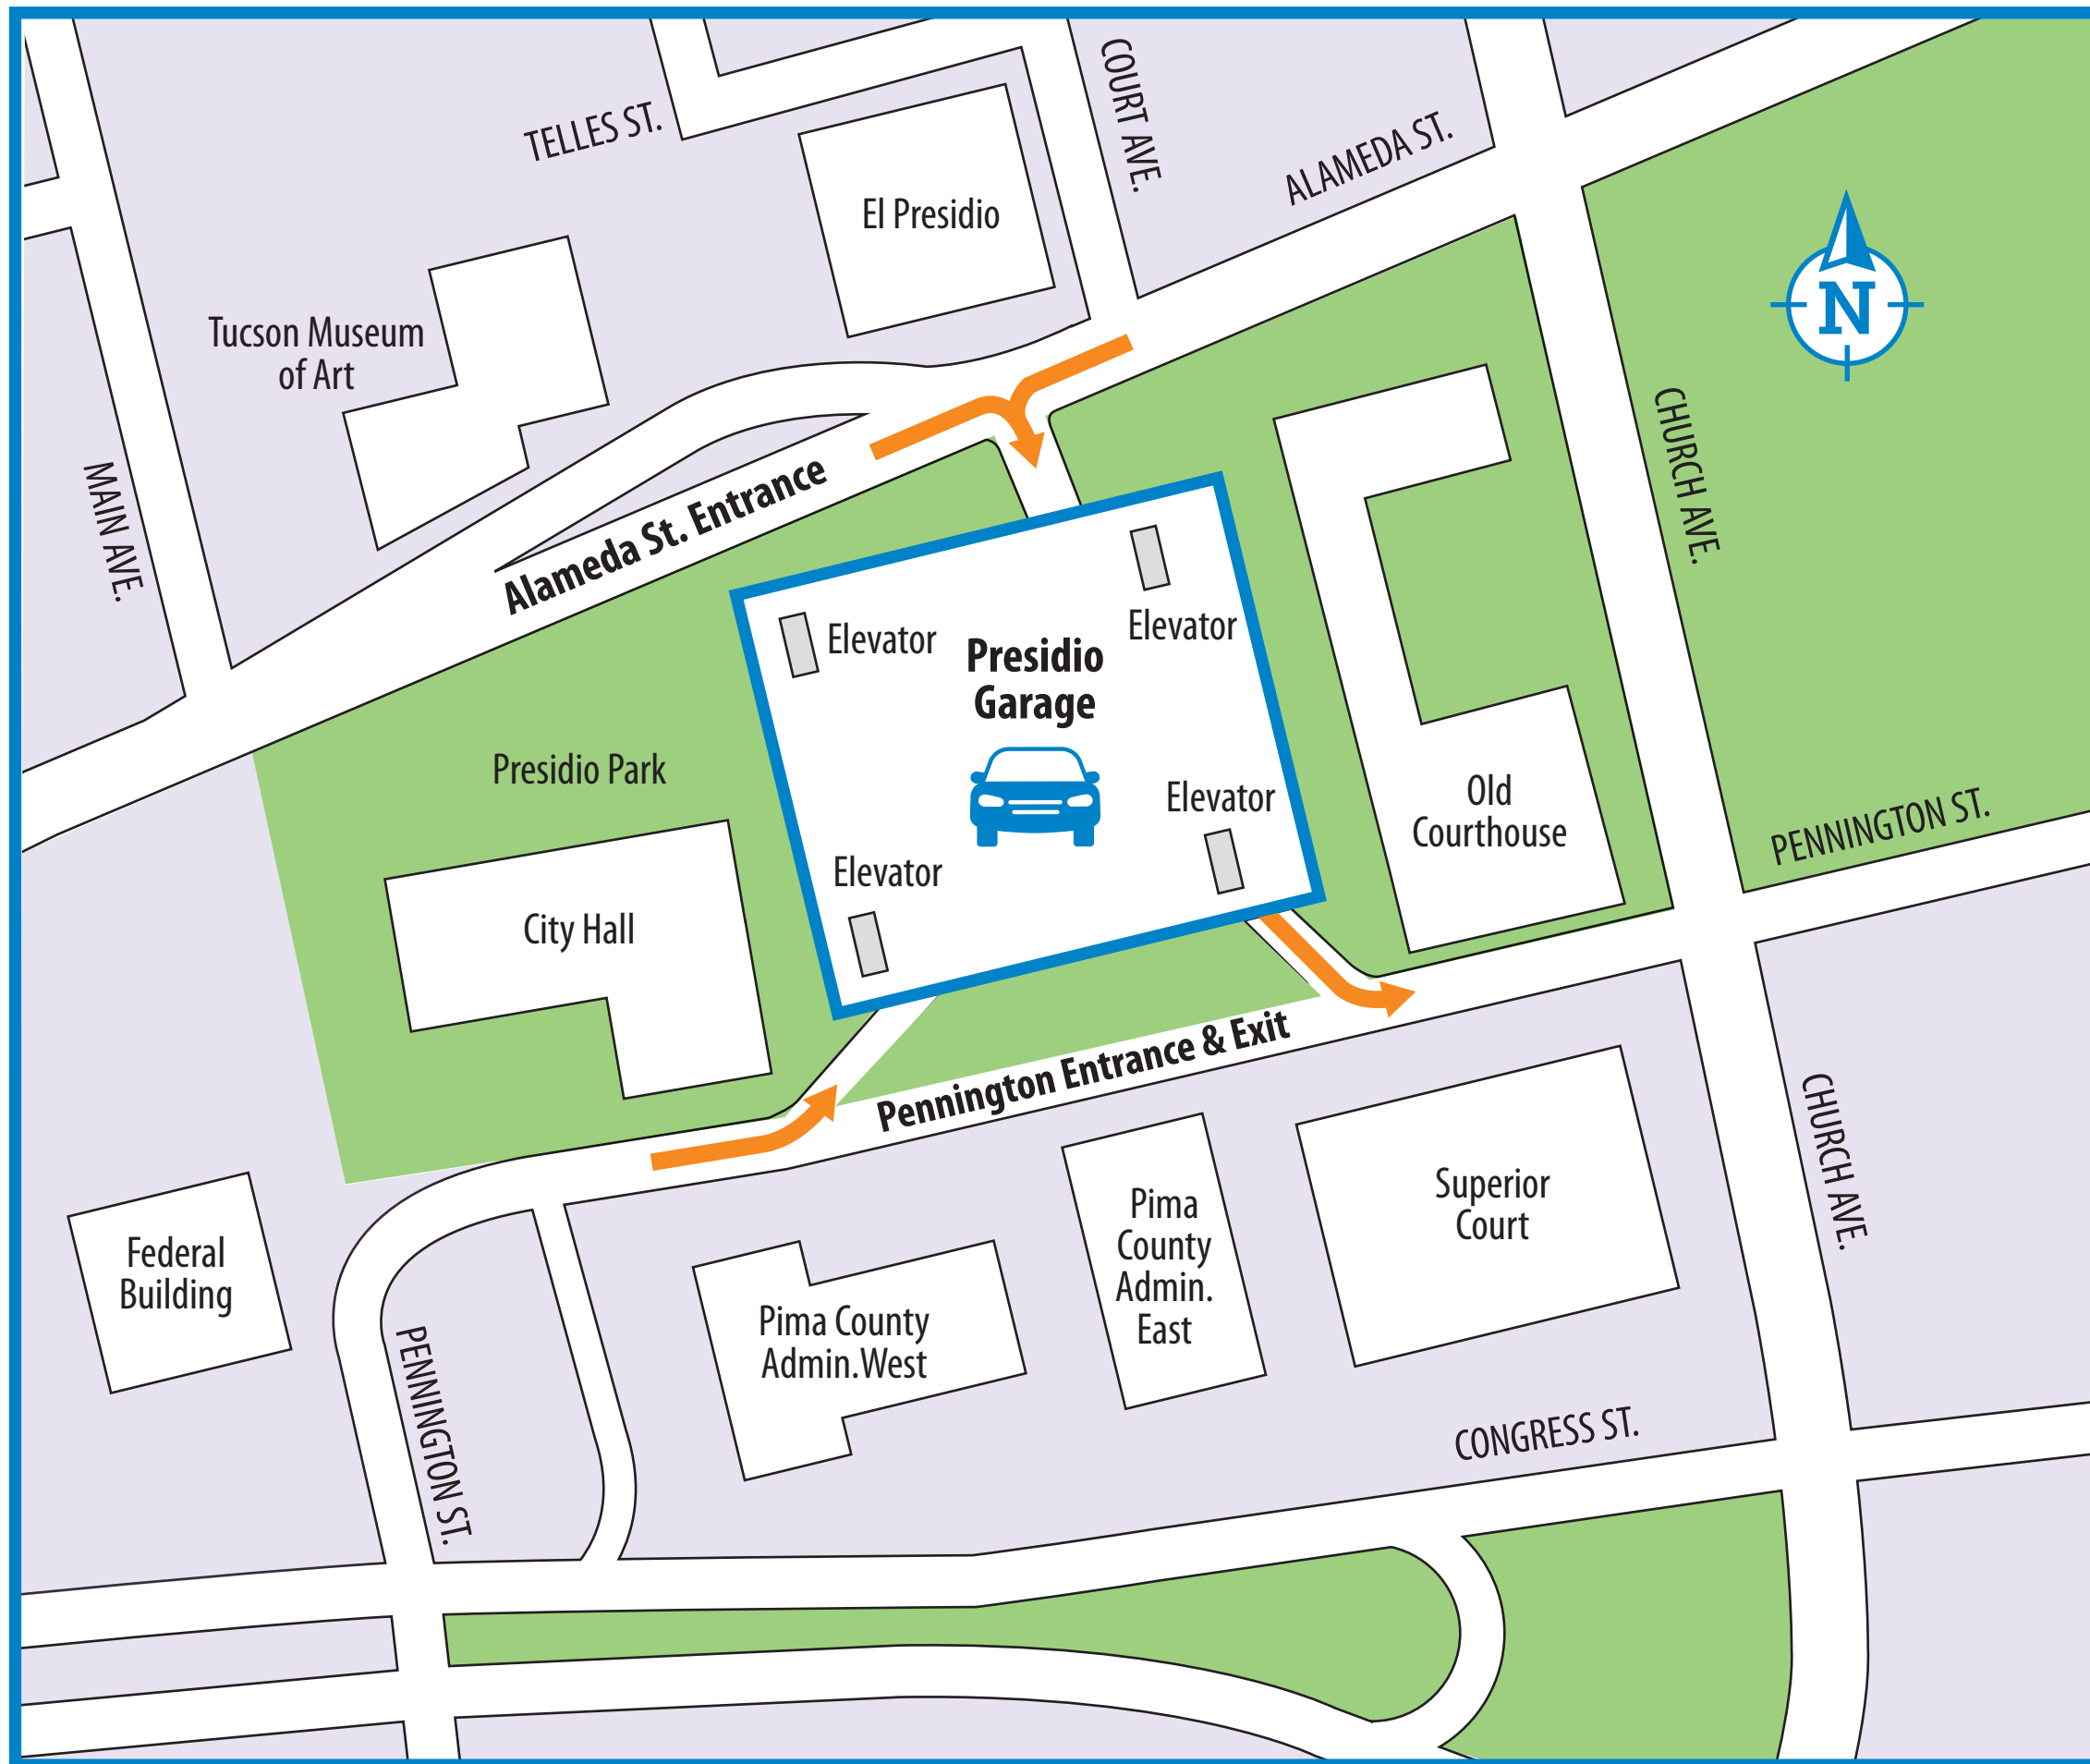 TELLES ST.
COURT AVE.
ALAMEDA ST.
El Presidio
N
Tucson Museum
of Art
MAIN AVE.
CHURCH AVE.
Alameda St. Entrance
Elevator
Elevator
Presidio
Garage
Presidio Park
Elevator
Old
Courthouse
PENNINGTON ST.
Elevator
City Hall
Pennington Entrance & Exit
CHURCH AVE.
Federal
Building
Pima
County
Admin.
East
Superior
Court
Pima County
Admin. West
PENNINGTON ST.
CONGRESS ST.